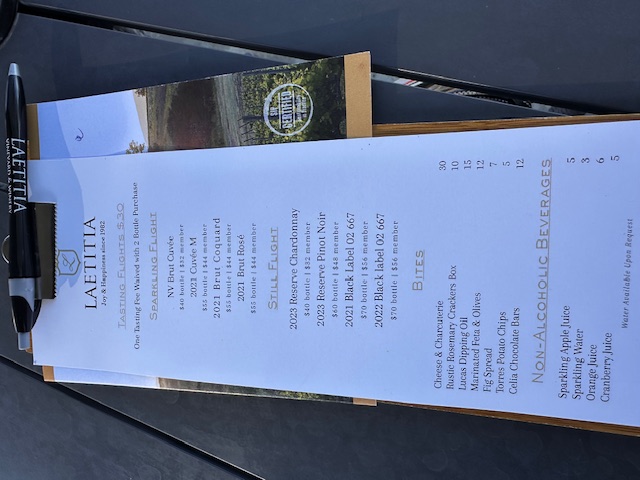 LAETITIA
VINEYARD & WINERY
LAETITIA
Joy & Happiness since 1982
TASTING FLIGHTS $30
One Tasting Fee Waived with 2 Bottle Purchase
SPARKLING FLIGHT
NV Brut Cuvée
$40 bottle | $32 member
2021 Cuvée M
$55 bottle | $44 member
2021 Brut Coquard
$55 bottle | $44 member
2021 Brut Rosé
$55 bottle | $44 member
STILL FLIGHT
2023 Reserve Chardonnay
$40 bottle | $32 member
2023 Reserve Pinot Noir
$60 bottle | $48 member
2021 Black Label 02 667
$70 bottle | $56 member
2022 Black Label 02 667
$70 bottle | $56 member
BITES
Cheese & Charcuterie 30
Rustic Rosemary Crackers Box 10
Lucas Dipping Oil 15
Marinated Feta & Olives 12
Fig Spread 7
Torres Potato Chips 5
Celia Chocolate Bars 12
NON-ALCOHOLIC BEVERAGES
Sparkling Apple Juice 5
Sparkling Water 3
Orange Juice 6
Cranberry Juice 5
Water Available Upon Request